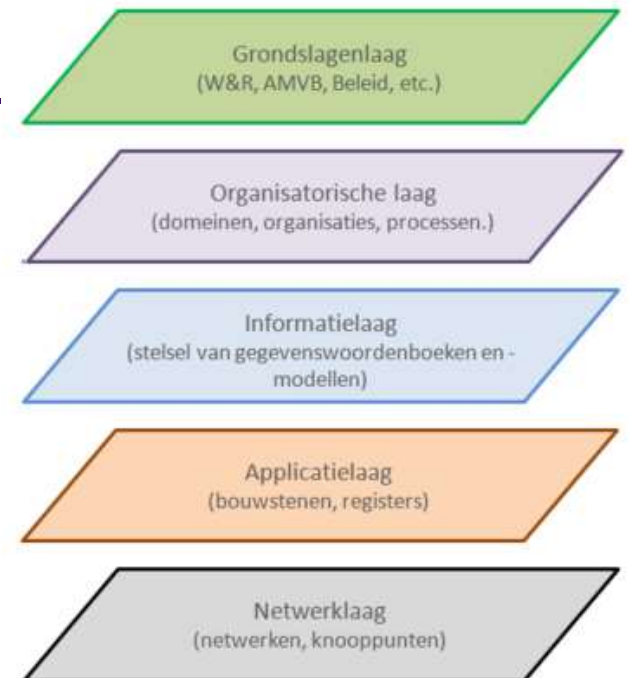 Grondslagenlaag
(W&R, AMVB, Beleid, etc.)
Organisatorische laag
(domeinen, organisaties, processen.)
Informatielaag
(stelsel van gegevenswoordenboeken en -
modellen)
Applicatielaag
(bouwstenen, registers)
Netwerklaag
(netwerken, knooppunten)